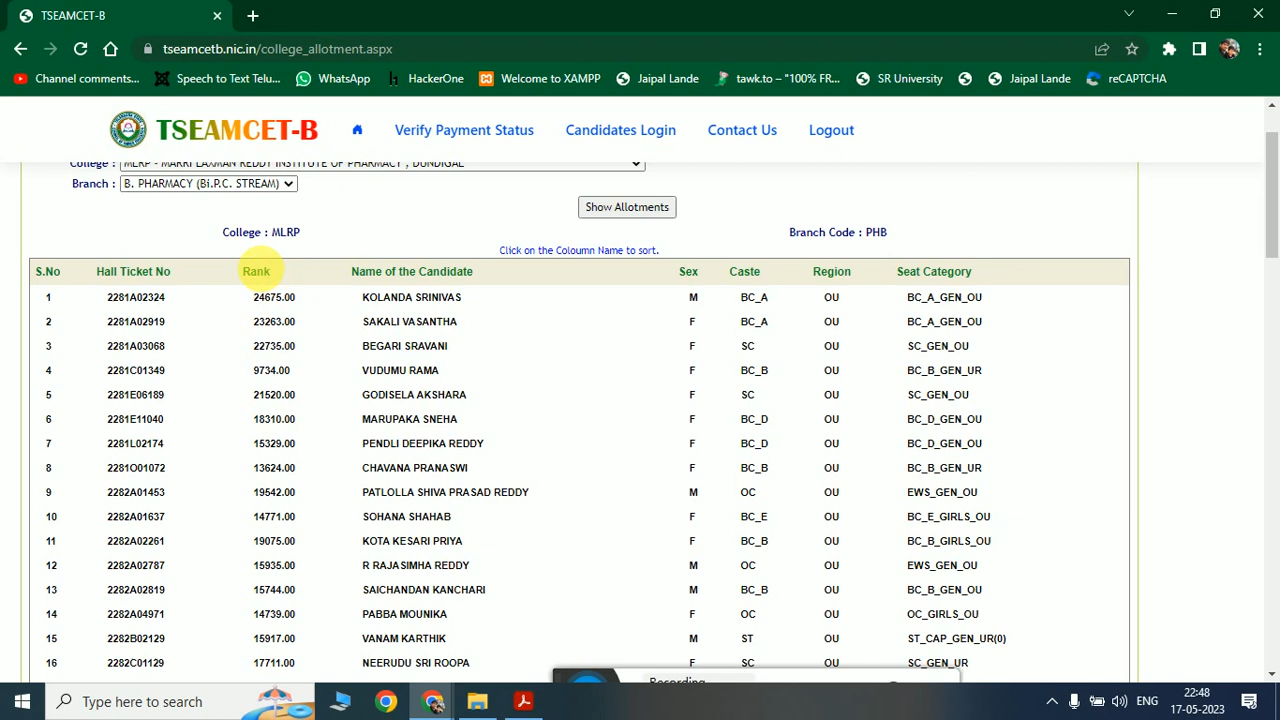 TSEAMCET-B
tseamcetb.nic.in/college_allotment.aspx
Channel comments... Speech to Text Telu... WhatsApp HackerOne Welcome to XAMPP Jaipal Lande tawk.to – "100% FR... SR University Jaipal Lande reCAPTCHA
TSEAMCET-B Verify Payment Status Candidates Login Contact Us Logout
College : MLRP - MARRI LAXMAN REDDY INSTITUTE OF PHARMACY , DUNDIGAL
Branch : B. PHARMACY (Bi.P.C. STREAM)
Show Allotments
College : MLRP Branch Code : PHB
Click on the Coloumn Name to sort.
S.No Hall Ticket No Rank Name of the Candidate Sex Caste Region Seat Category
1 2281A02324 24675.00 KOLANDA SRINIVAS M BC_A OU BC_A_GEN_OU
2 2281A02919 23263.00 SAKALI VASANTHA F BC_A OU BC_A_GEN_OU
3 2281A03068 22735.00 BEGARI SRAVANI F SC OU SC_GEN_OU
4 2281C01349 9734.00 VUDUMU RAMA F BC_B OU BC_B_GEN_UR
5 2281E06189 21520.00 GODISELA AKSHARA F SC OU SC_GEN_OU
6 2281E11040 18310.00 MARUPAKA SNEHA F BC_D OU BC_D_GEN_OU
7 2281L02174 15329.00 PENDLI DEEPIKA REDDY F BC_D OU BC_D_GEN_OU
8 2281O01072 13624.00 CHAVANA PRANASWI F BC_B OU BC_B_GEN_UR
9 2282A01453 19542.00 PATLOLLA SHIVA PRASAD REDDY M OC OU EWS_GEN_OU
10 2282A01637 14771.00 SOHANA SHAHAB F BC_E OU BC_E_GIRLS_OU
11 2282A02261 19075.00 KOTA KESARI PRIYA F BC_B OU BC_B_GIRLS_OU
12 2282A02787 15935.00 R RAJASIMHA REDDY M OC OU EWS_GEN_OU
13 2282A02819 15744.00 SAICHANDAN KANCHARI M BC_B OU BC_B_GEN_OU
14 2282A04971 14739.00 PABBA MOUNIKA F OC OU OC_GIRLS_OU
15 2282B02129 15917.00 VANAM KARTHIK M ST OU ST_CAP_GEN_UR(0)
16 2282C01129 17711.00 NEERUDU SRI ROOPA F SC OU SC_GEN_UR
Recording
Type here to search
ENG
22:48
17-05-2023